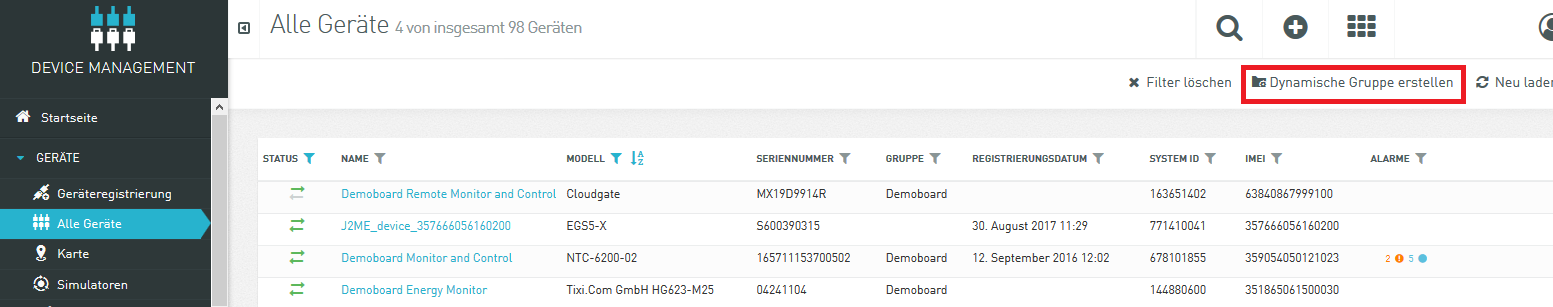 Alle Geräte 4 von insgesamt 98 Geräten
DEVICE MANAGEMENT
Filter löschen Dynamische Gruppe erstellen Neu laden
Startseite
GERÄTE
Geräteregistrierung
Alle Geräte
Karte
Simulatoren
STATUS NAME MODELL SERIENNUMMER GRUPPE REGISTRIERUNGSDATUM SYSTEM ID IMEI ALARME
Demoboard Remote Monitor and Control Cloudgate MX19D9914R Demoboard 163651402 63840867999100
J2ME_device_357666056160200 EGS5-X S600390315 30. August 2017 11:29 771410041 357666056160200
Demoboard Monitor and Control NTC-6200-02 165711153700502 Demoboard 12. September 2016 12:02 678101855 359054050121023 2 5
Demoboard Energy Monitor Tixi.Com GmbH HG623-M25 04241104 Demoboard 144880600 351865061500030